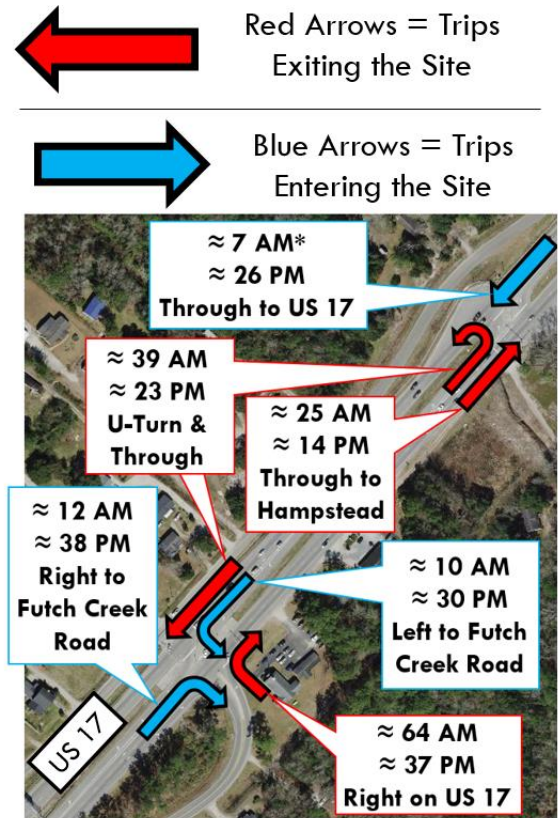 Red Arrows = Trips
Exiting the Site
Blue Arrows = Trips
Entering the Site
≈ 7 AM*
≈ 26 PM
Through to US 17
≈ 39 AM
≈ 23 PM
U-Turn &
Through
≈ 25 AM
≈ 14 PM
Through to
Hampstead
≈ 12 AM
≈ 38 PM
Right to
Futch Creek
Road
≈ 10 AM
≈ 30 PM
Left to Futch
Creek Road
US 17
≈ 64 AM
≈ 37 PM
Right on US 17